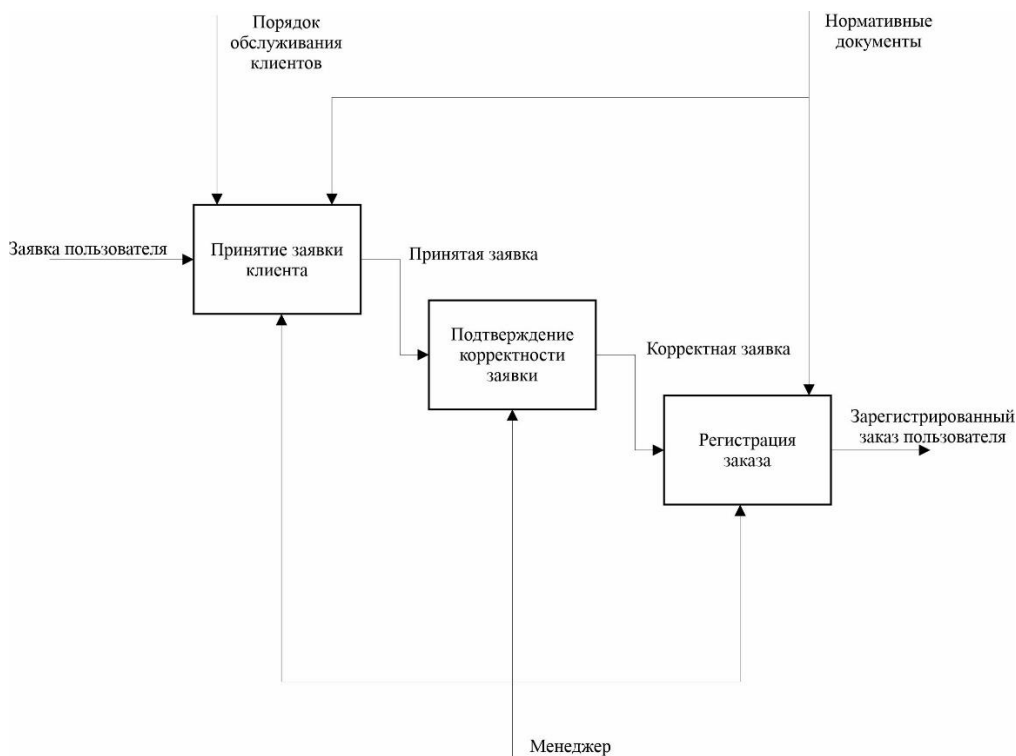 Порядок
обслуживания
клиентов
Нормативные
документы
Заявка пользователя
Принятие заявки
клиента
Принятая заявка
Подтверждение
корректности
заявки
Корректная заявка
Регистрация
заказа
Зарегистрированный
заказ пользователя
Менеджер